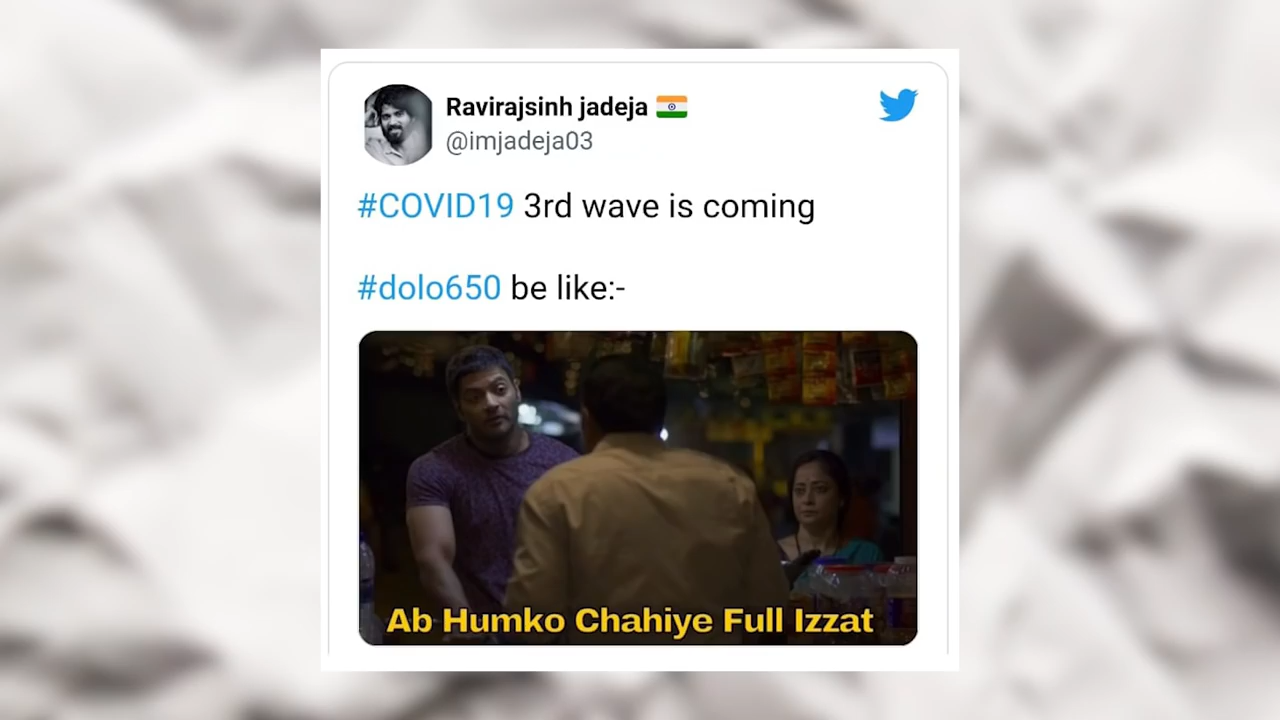 Ravirajsinh jadeja 🇮🇳
@imjadeja03
#COVID19 3rd wave is coming
#dolo650 be like:-
Ab Humko Chahiye Full Izzat